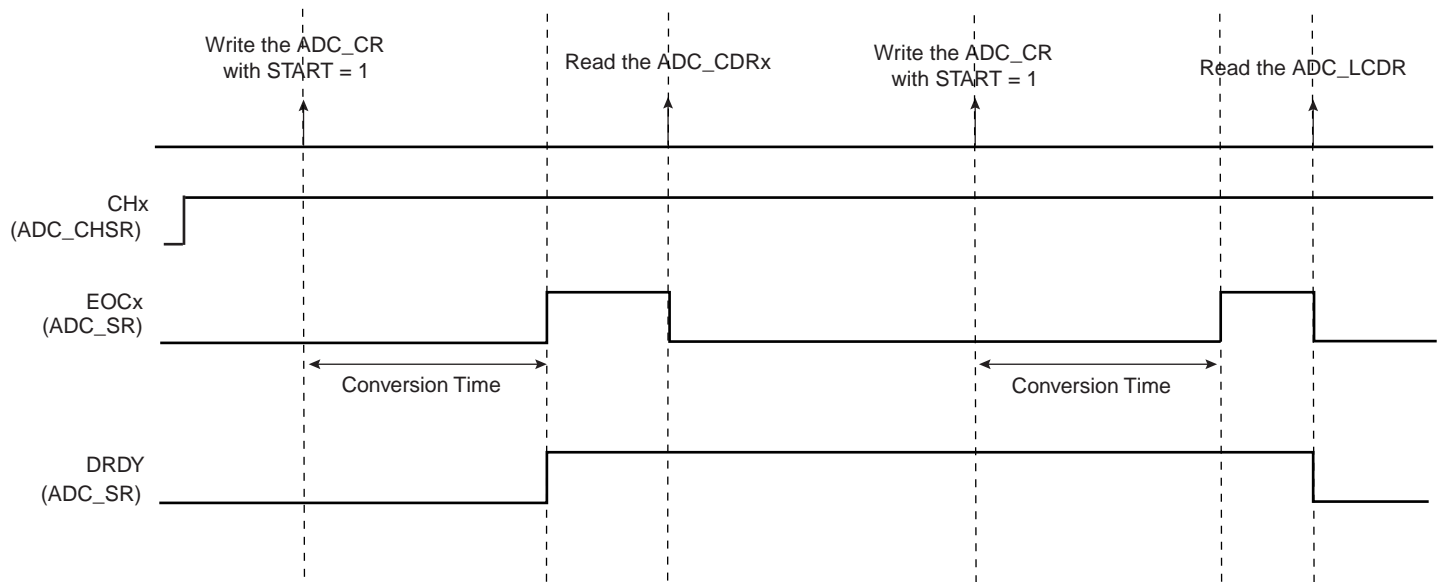 Write the ADC_CR
with START = 1
Read the ADC_CDRx
Write the ADC_CR
with START = 1
Read the ADC_LCDR
CHx
(ADC_CHSR)
EOCx
(ADC_SR)
Conversion Time
Conversion Time
DRDY
(ADC_SR)